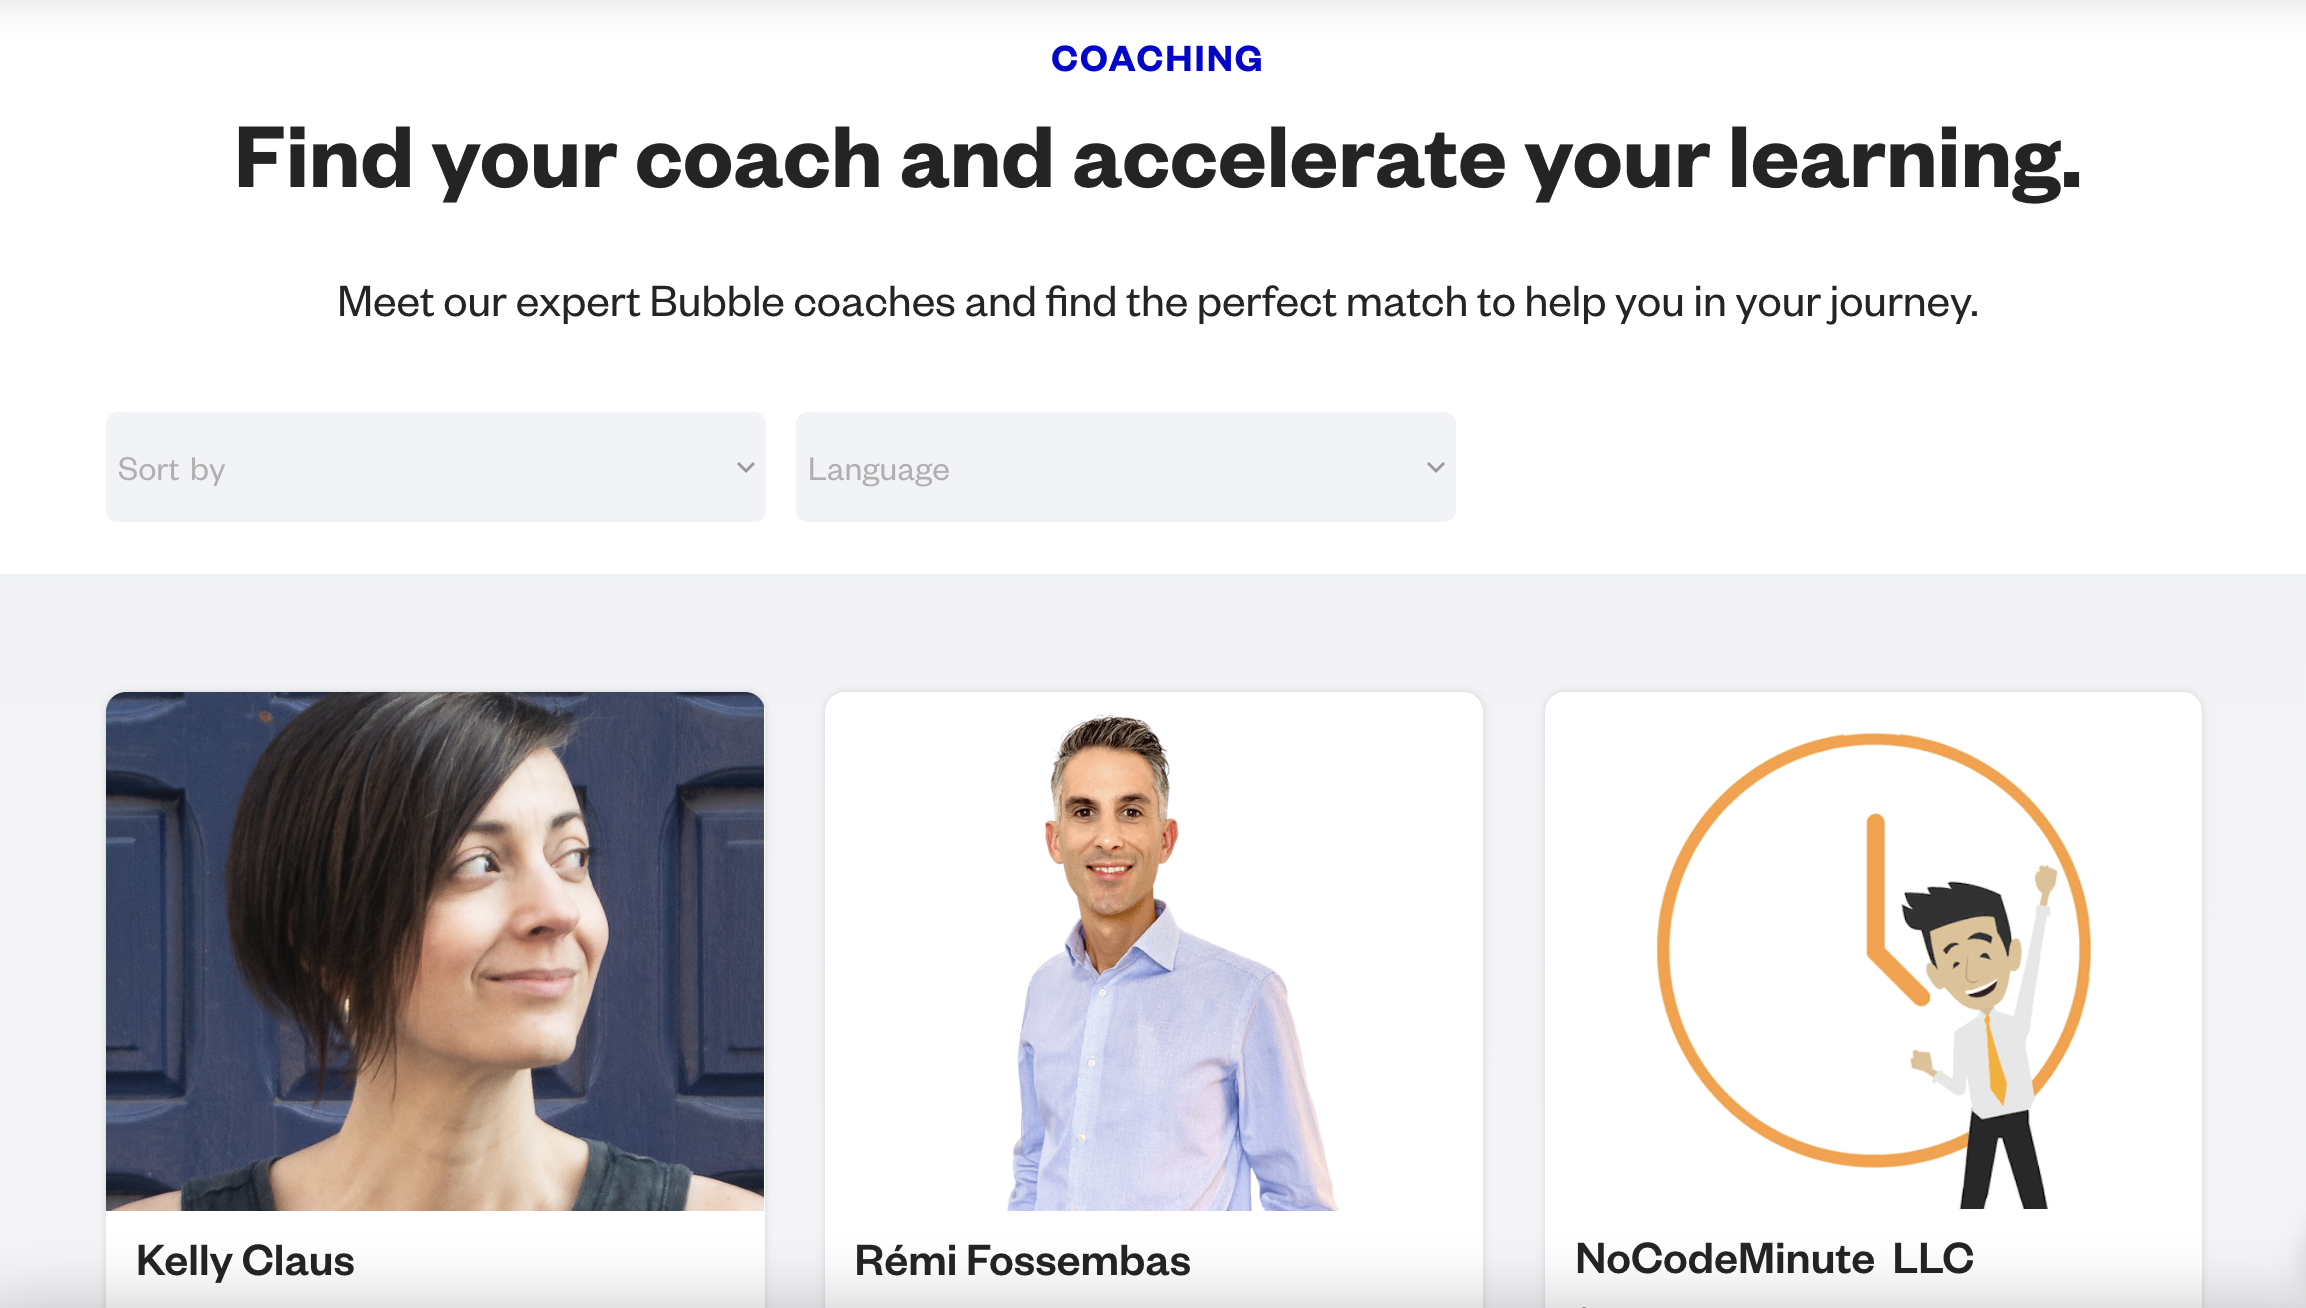 COACHING
Find your coach and accelerate your learning.
Meet our expert Bubble coaches and find the perfect match to help you in your journey.
Sort by
Language
Kelly Claus
Rémi Fossembas
NoCodeMinute LLC